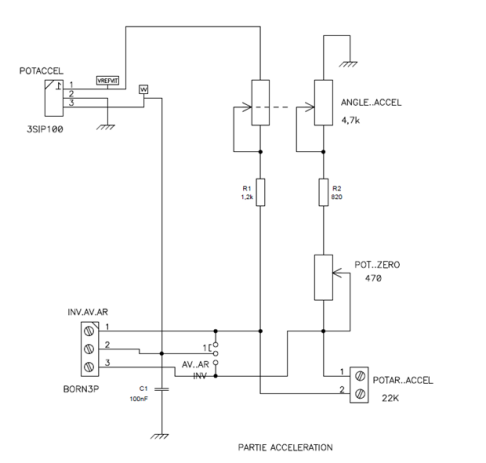 POTACCEL
1
2
3
VREFVIT
VV
3SIP100
ANGLE..ACCEL
4,7k
R1
1,2k
R2
820
POT..ZERO
470
INV.AV.AR
1
2
3
BORN3P
1
AV..AR
INV
C1
100nF
1
2
POTAR..ACCEL
22K
PARTIE ACCELERATION